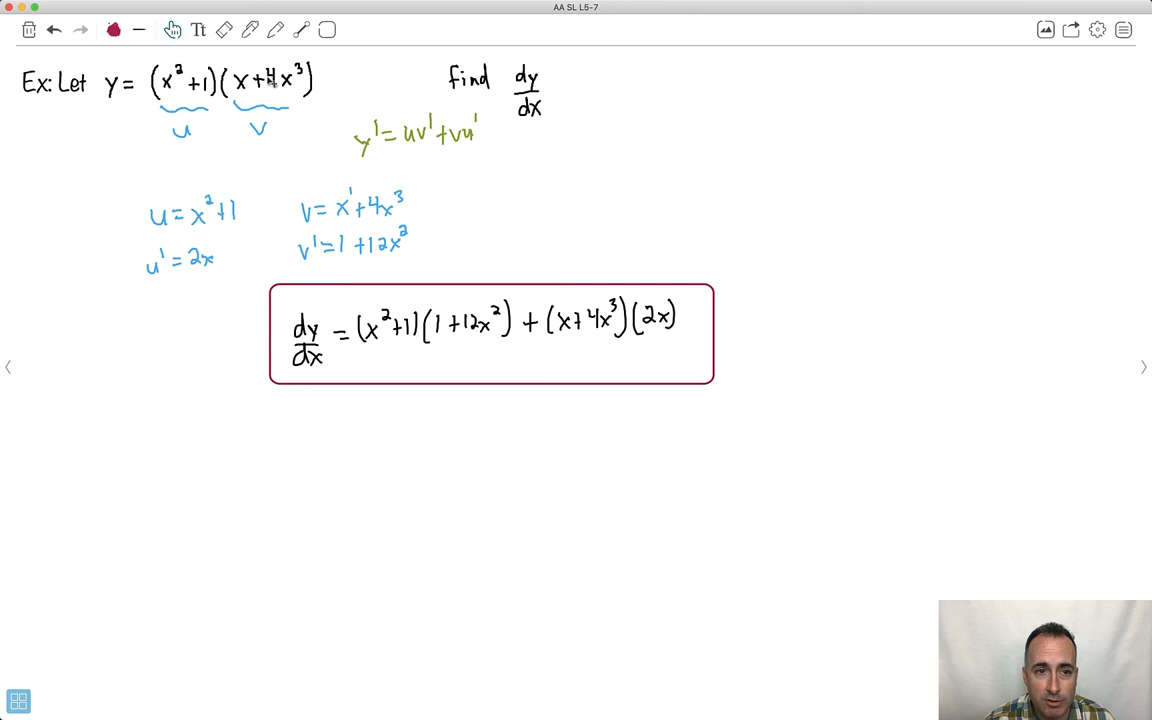 AA SL L5-7
Tt
Ex: Let y = (x² + 1)(x + 4x³) find dy/dx
u v
y' = uv' + vu'
u = x² + 1 v = x¹ + 4x³
u' = 2x v' = 1 + 12x²
dy/dx = (x² + 1)(1 + 12x²) + (x + 4x³)(2x)